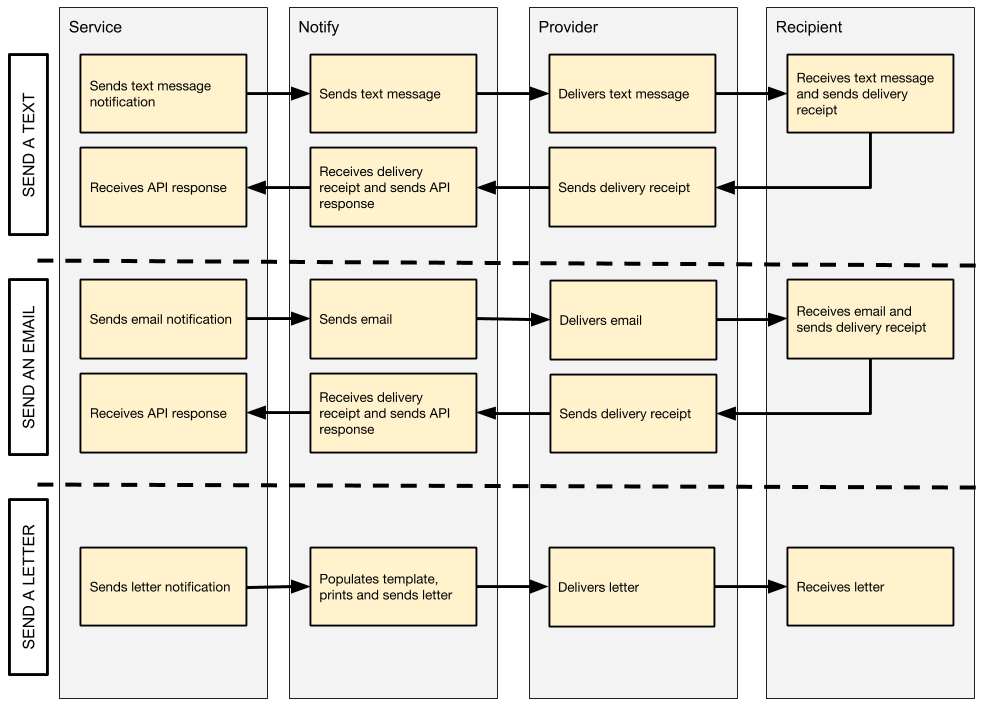 Service
Notify
Provider
Recipient
SEND A TEXT
Sends text message
notification
Sends text message
Delivers text message
Receives text message
and sends delivery
receipt
Receives API response
Receives delivery
receipt and sends API
response
Sends delivery receipt
SEND AN EMAIL
Sends email notification
Sends email
Delivers email
Receives email and
sends delivery receipt
Receives API response
Receives delivery
receipt and sends API
response
Sends delivery receipt
SEND A LETTER
Sends letter notification
Populates template,
prints and sends letter
Delivers letter
Receives letter